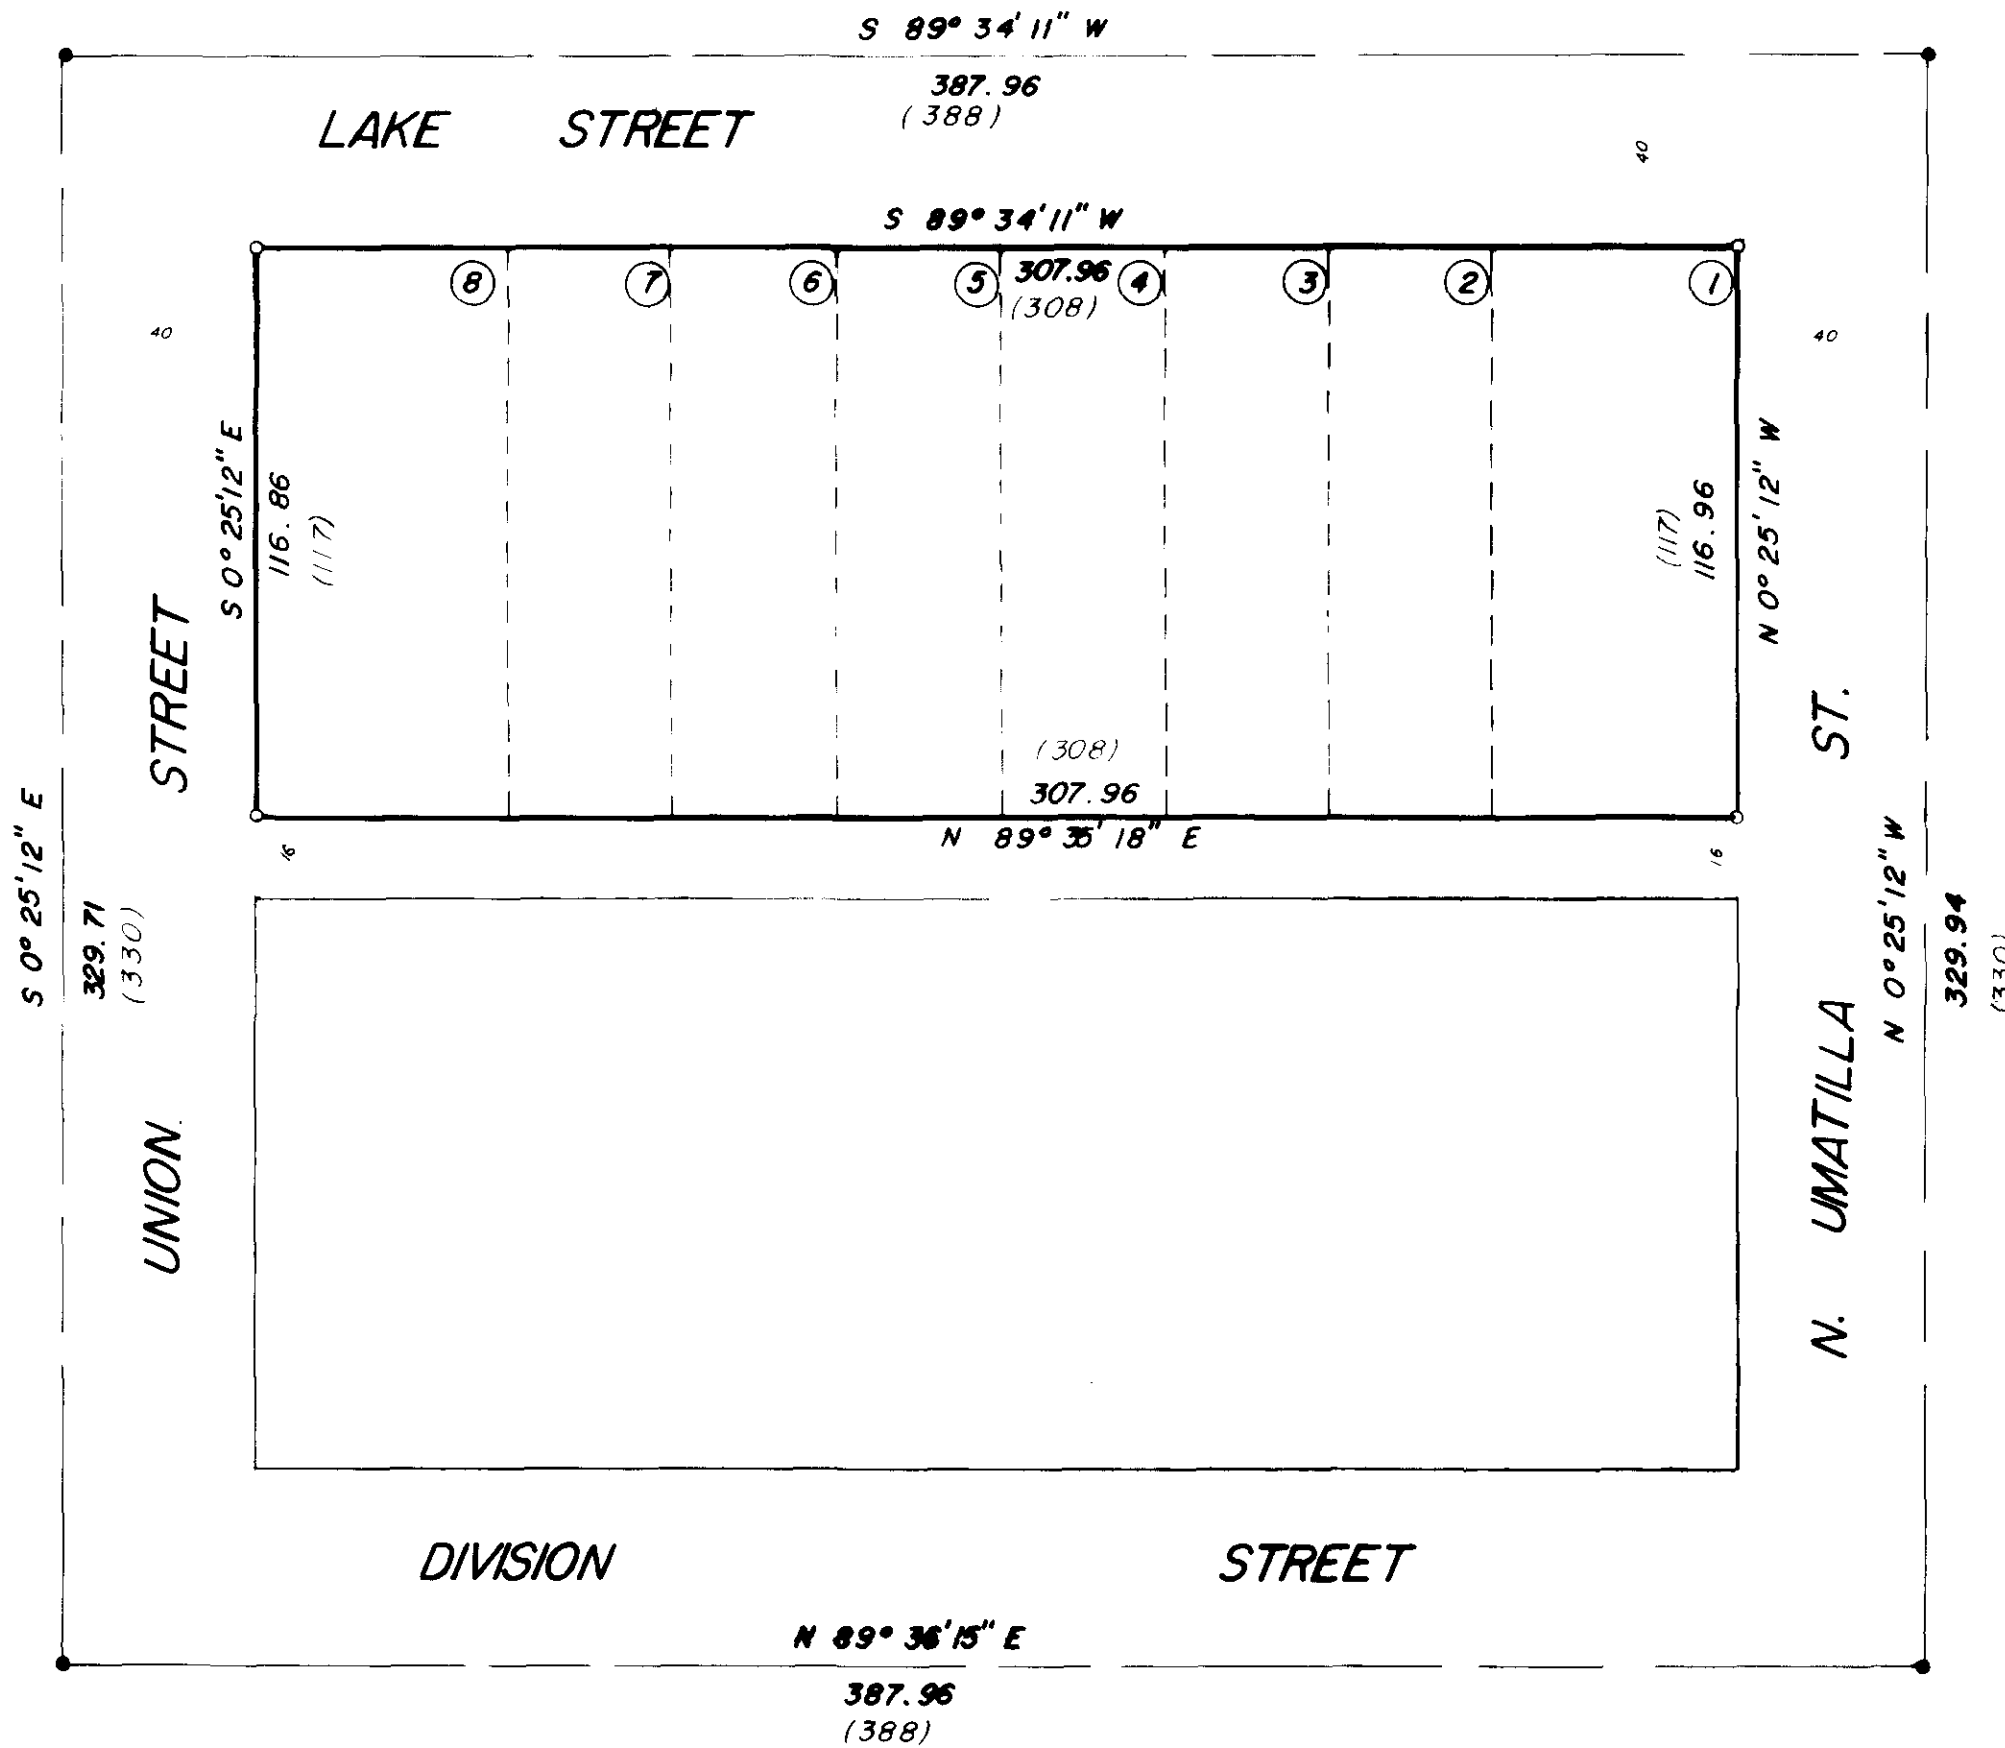 S 89° 34' 11" W
387.96
(388)
LAKE STREET
40
S 89° 34' 11" W
8 7 6 5 307.96 4 3 2 1
(308)
40
40
S 0° 25' 12" E
116.86
(117)
(117)
116.96
N 0° 25' 12" W
UNION STREET
N. UMATILLA ST.
(308)
307.96
N 89° 35' 18" E
16
16
S 0° 25' 12" E
329.71
(330)
N 0° 25' 12" W
329.94
(330)
DIVISION STREET
N 89° 36' 15" E
387.96
(388)